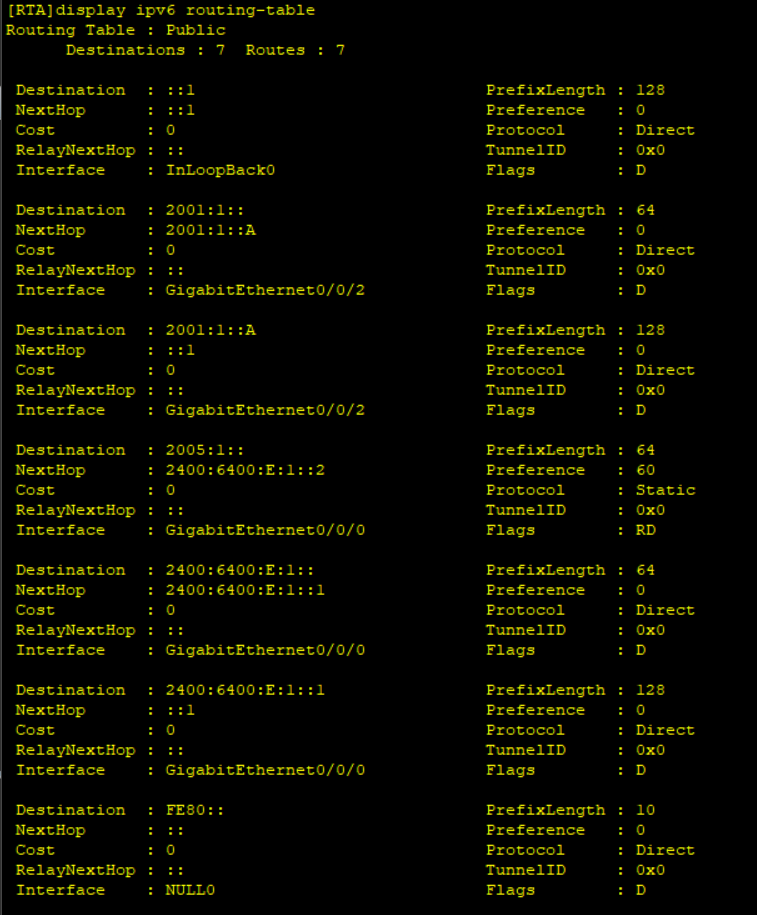 [RTA]display ipv6 routing-table
Routing Table : Public
Destinations : 7 Routes : 7
Destination : ::1 PrefixLength : 128
NextHop : ::1 Preference : 0
Cost : 0 Protocol : Direct
RelayNextHop : :: TunnelID : 0x0
Interface : InLoopBack0 Flags : D
Destination : 2001:1:: PrefixLength : 64
NextHop : 2001:1::A Preference : 0
Cost : 0 Protocol : Direct
RelayNextHop : :: TunnelID : 0x0
Interface : GigabitEthernet0/0/2 Flags : D
Destination : 2001:1::A PrefixLength : 128
NextHop : ::1 Preference : 0
Cost : 0 Protocol : Direct
RelayNextHop : :: TunnelID : 0x0
Interface : GigabitEthernet0/0/2 Flags : D
Destination : 2005:1:: PrefixLength : 64
NextHop : 2400:6400:E:1::2 Preference : 60
Cost : 0 Protocol : Static
RelayNextHop : :: TunnelID : 0x0
Interface : GigabitEthernet0/0/0 Flags : RD
Destination : 2400:6400:E:1:: PrefixLength : 64
NextHop : 2400:6400:E:1::1 Preference : 0
Cost : 0 Protocol : Direct
RelayNextHop : :: TunnelID : 0x0
Interface : GigabitEthernet0/0/0 Flags : D
Destination : 2400:6400:E:1::1 PrefixLength : 128
NextHop : ::1 Preference : 0
Cost : 0 Protocol : Direct
RelayNextHop : :: TunnelID : 0x0
Interface : GigabitEthernet0/0/0 Flags : D
Destination : FE80:: PrefixLength : 10
NextHop : :: Preference : 0
Cost : 0 Protocol : Direct
RelayNextHop : :: TunnelID : 0x0
Interface : NULL0 Flags : D